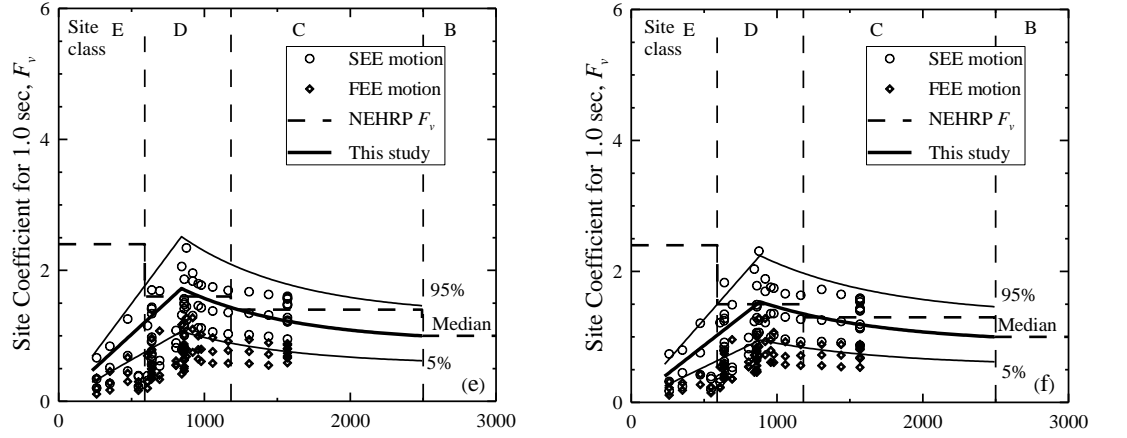 Site Coefficient for 1.0 sec, Fv
6
4
2
0
0
1000
2000
3000
Site class
E
D
C
B
SEE motion
FEE motion
NEHRP Fv
This study
95%
Median
5%
(e)
Site Coefficient for 1.0 sec, Fv
6
4
2
0
0
1000
2000
3000
Site class
E
D
C
B
SEE motion
FEE motion
NEHRP Fv
This study
95%
Median
5%
(f)